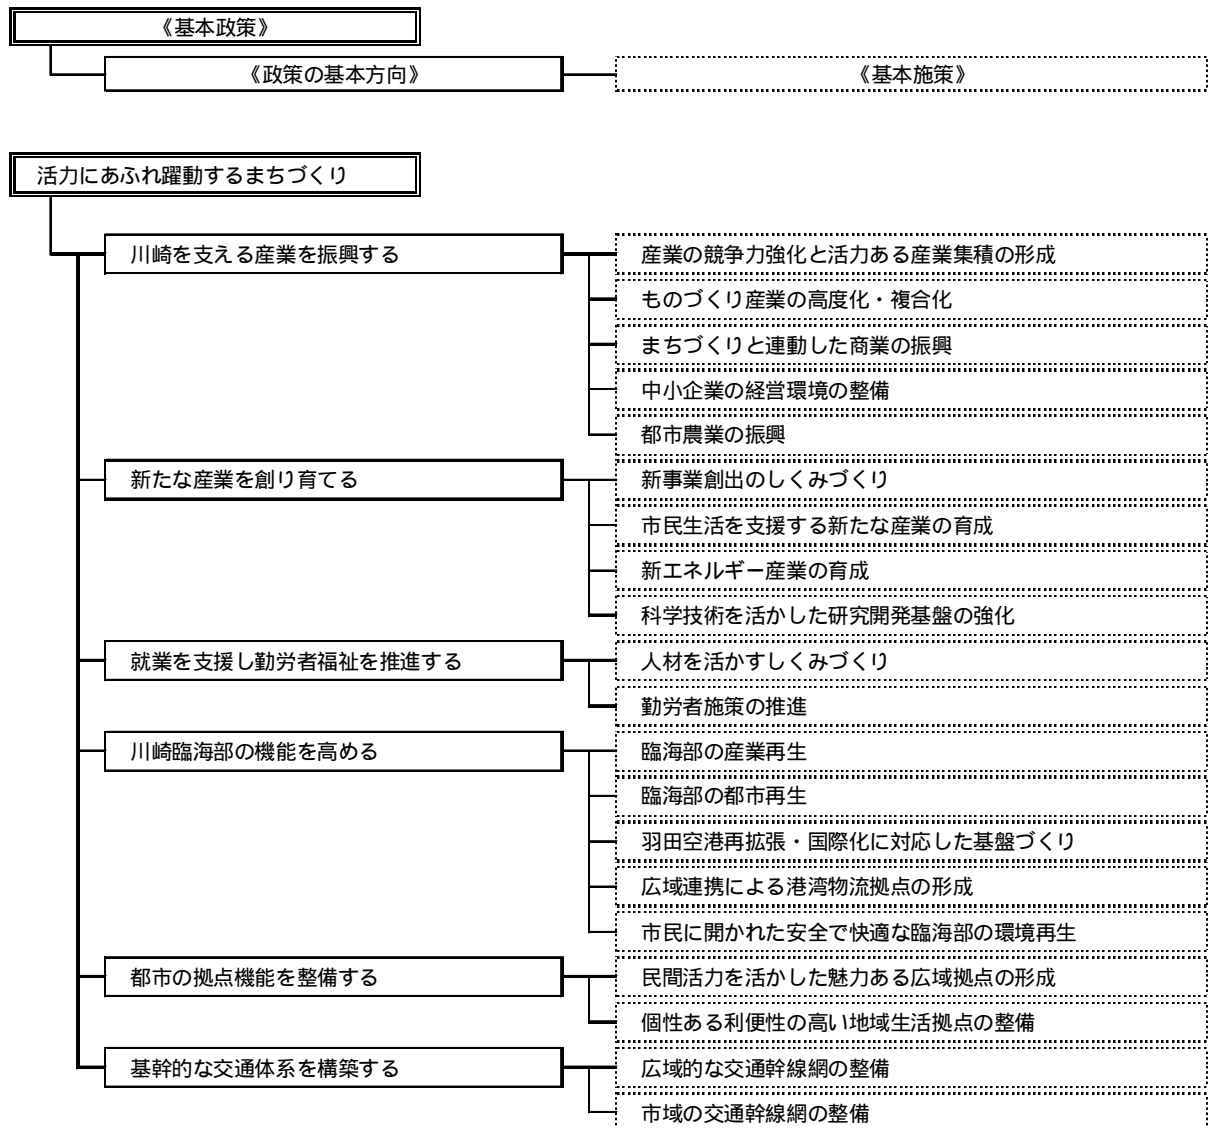 《基本政策》
《政策の基本方向》
《基本施策》
活力にあふれ躍動するまちづくり
川崎を支える産業を振興する
産業の競争力強化と活力ある産業集積の形成
ものづくり産業の高度化・複合化
まちづくりと連動した商業の振興
中小企業の経営環境の整備
都市農業の振興
新たな産業を創り育てる
新事業創出のしくみづくり
市民生活を支援する新たな産業の育成
新エネルギー産業の育成
科学技術を活かした研究開発基盤の強化
就業を支援し勤労者福祉を推進する
人材を活かすしくみづくり
勤労者施策の推進
川崎臨海部の機能を高める
臨海部の産業再生
臨海部の都市再生
羽田空港再拡張・国際化に対応した基盤づくり
広域連携による港湾物流拠点の形成
市民に開かれた安全で快適な臨海部の環境再生
都市の拠点機能を整備する
民間活力を活かした魅力ある広域拠点の形成
個性ある利便性の高い地域生活拠点の整備
基幹的な交通体系を構築する
広域的な交通幹線網の整備
市域の交通幹線網の整備